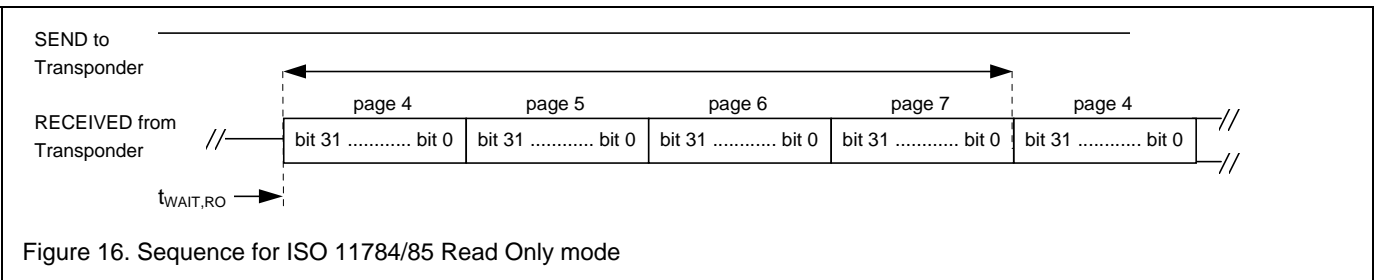 SEND to
Transponder
page 4 page 5 page 6 page 7 page 4
RECEIVED from
Transponder
// bit 31 ............ bit 0 bit 31 ............ bit 0 bit 31 ............ bit 0 bit 31 ............ bit 0 bit 31 ............ bit 0 //
//
tWAIT,RO
Figure 16. Sequence for ISO 11784/85 Read Only mode